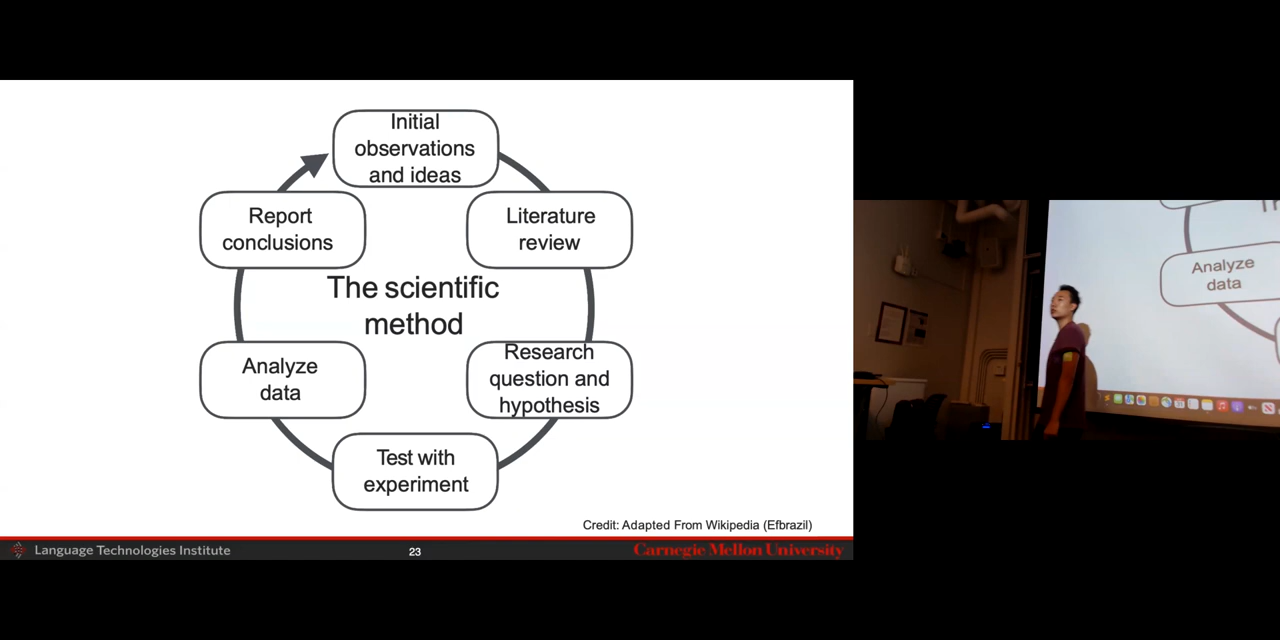 Initial
observations
and ideas
Literature
review
Research
question and
hypothesis
Test with
experiment
Analyze
data
Report
conclusions
The scientific
method
Credit: Adapted From Wikipedia (Efbrazil)
Language Technologies Institute
23
Carnegie Mellon University
Analyze
data